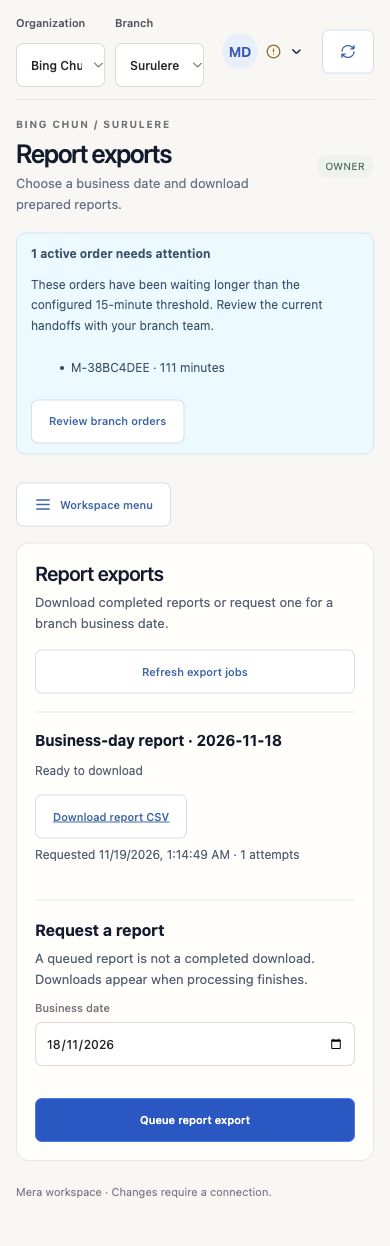 Organization
Branch
Bing Chu
Surulere
MD
BING CHUN / SURULERE
Report exports
Choose a business date and download
prepared reports.
OWNER
1 active order needs attention
These orders have been waiting longer than the
configured 15-minute threshold. Review the current
handoffs with your branch team.
• M-38BC4DEE · 111 minutes
Review branch orders
Workspace menu
Report exports
Download completed reports or request one for a
branch business date.
Refresh export jobs
Business-day report · 2026-11-18
Ready to download
Download report CSV
Requested 11/19/2026, 1:14:49 AM · 1 attempts
Request a report
A queued report is not a completed download.
Downloads appear when processing finishes.
Business date
18/11/2026
Queue report export
Mera workspace · Changes require a connection.